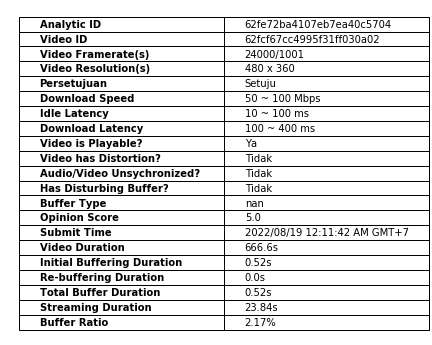 Analytic ID 62fe72ba4107eb7ea40c5704
Video ID 62fcf67cc4995f31ff030a02
Video Framerate(s) 24000/1001
Video Resolution(s) 480 x 360
Persetujuan Setuju
Download Speed 50 ~ 100 Mbps
Idle Latency 10 ~ 100 ms
Download Latency 100 ~ 400 ms
Video is Playable? Ya
Video has Distortion? Tidak
Audio/Video Unsychronized? Tidak
Has Disturbing Buffer? Tidak
Buffer Type nan
Opinion Score 5.0
Submit Time 2022/08/19 12:11:42 AM GMT+7
Video Duration 666.6s
Initial Buffering Duration 0.52s
Re-buffering Duration 0.0s
Total Buffer Duration 0.52s
Streaming Duration 23.84s
Buffer Ratio 2.17%